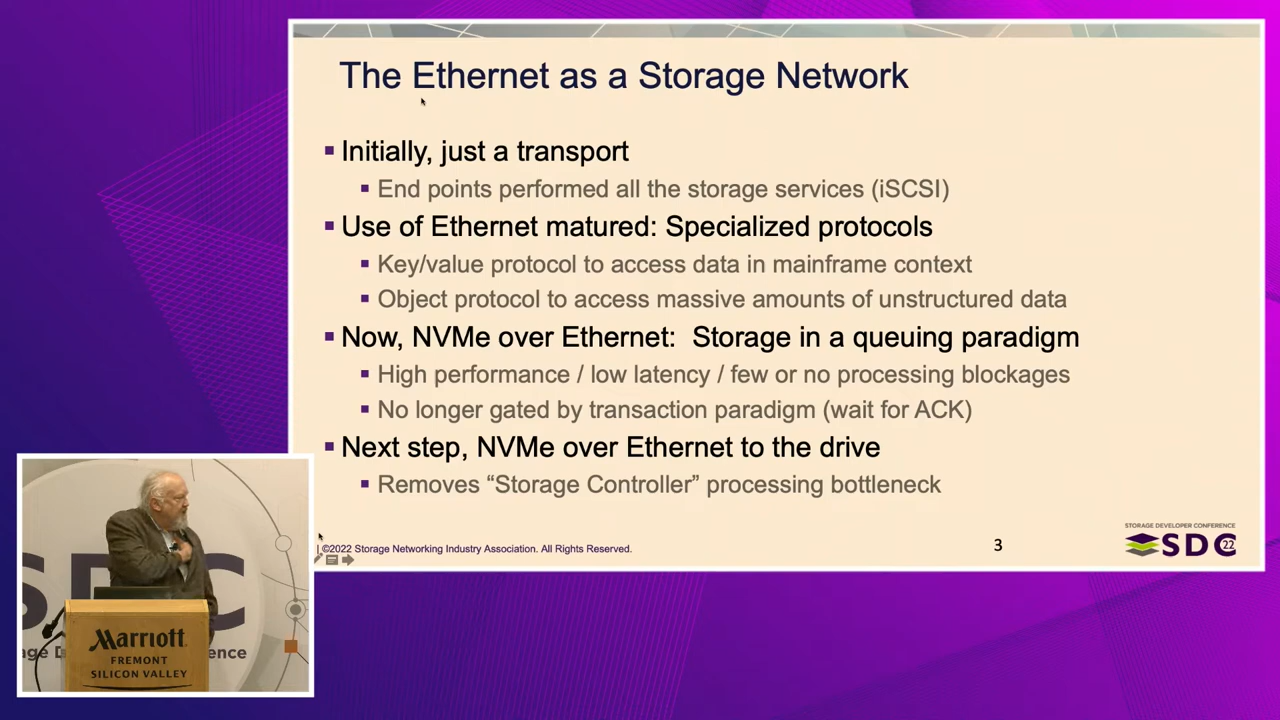 The Ethernet as a Storage Network
▪ Initially, just a transport
▪ End points performed all the storage services (iSCSI)
▪ Use of Ethernet matured: Specialized protocols
▪ Key/value protocol to access data in mainframe context
▪ Object protocol to access massive amounts of unstructured data
▪ Now, NVMe over Ethernet: Storage in a queuing paradigm
▪ High performance / low latency / few or no processing blockages
▪ No longer gated by transaction paradigm (wait for ACK)
▪ Next step, NVMe over Ethernet to the drive
▪ Removes “Storage Controller” processing bottleneck
| ©2022 Storage Networking Industry Association. All Rights Reserved.
3
STORAGE DEVELOPER CONFERENCE
SDC 22
Marriott
FREMONT
SILICON VALLEY